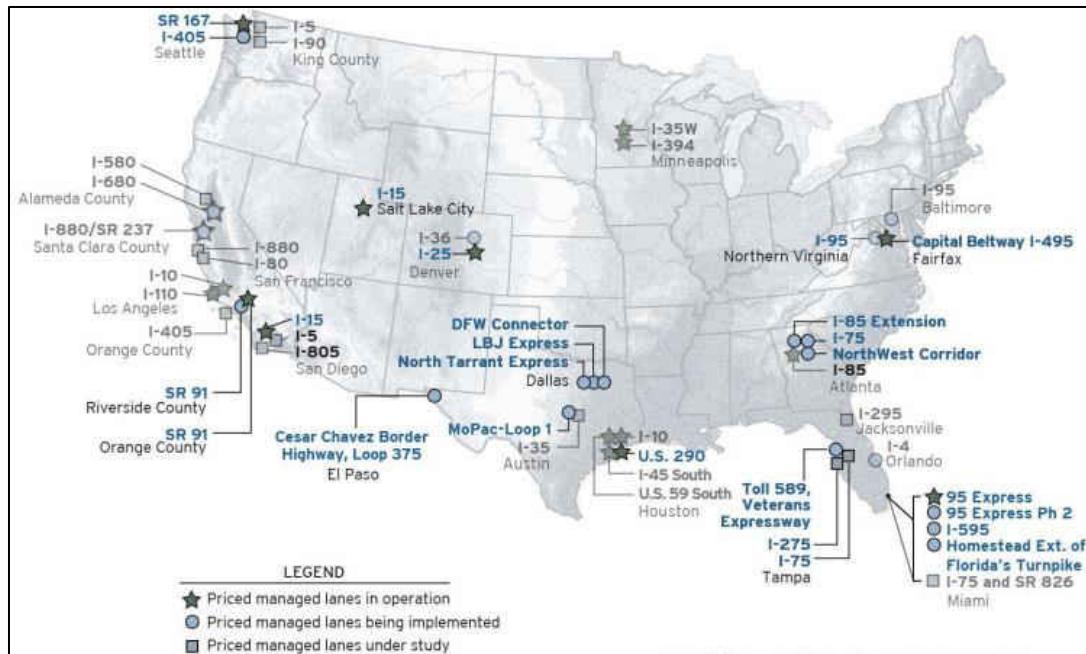 SR 167
I-405
Seattle
I-5
I-90
King County
I-35W
I-394
Minneapolis
I-580
I-680
Alameda County
I-880/SR 237
Santa Clara County
I-880
I-80
San Francisco
I-10
I-110
Los Angeles
I-405
Orange County
I-15
Salt Lake City
I-36
I-25
Denver
I-95
Baltimore
I-95
Northern Virginia
Capital Beltway I-495
Fairfax
I-15
I-5
I-805
San Diego
SR 91
Riverside County
SR 91
Orange County
DFW Connector
LBJ Express
North Tarrant Express
Dallas
I-85 Extension
I-75
NorthWest Corridor
I-85
Atlanta
Cesar Chavez Border
Highway, Loop 375
El Paso
MoPac-Loop 1
I-35
Austin
I-10
U.S. 290
I-45 South
U.S. 59 South
Houston
I-295
Jacksonville
I-4
Orlando
Toll 589,
Veterans
Expressway
I-275
I-75
Tampa
95 Express
95 Express Ph 2
I-595
Homestead Ext. of
Florida's Turnpike
I-75 and SR 826
Miami
LEGEND
Priced managed lanes in operation
Priced managed lanes being implemented
Priced managed lanes under study